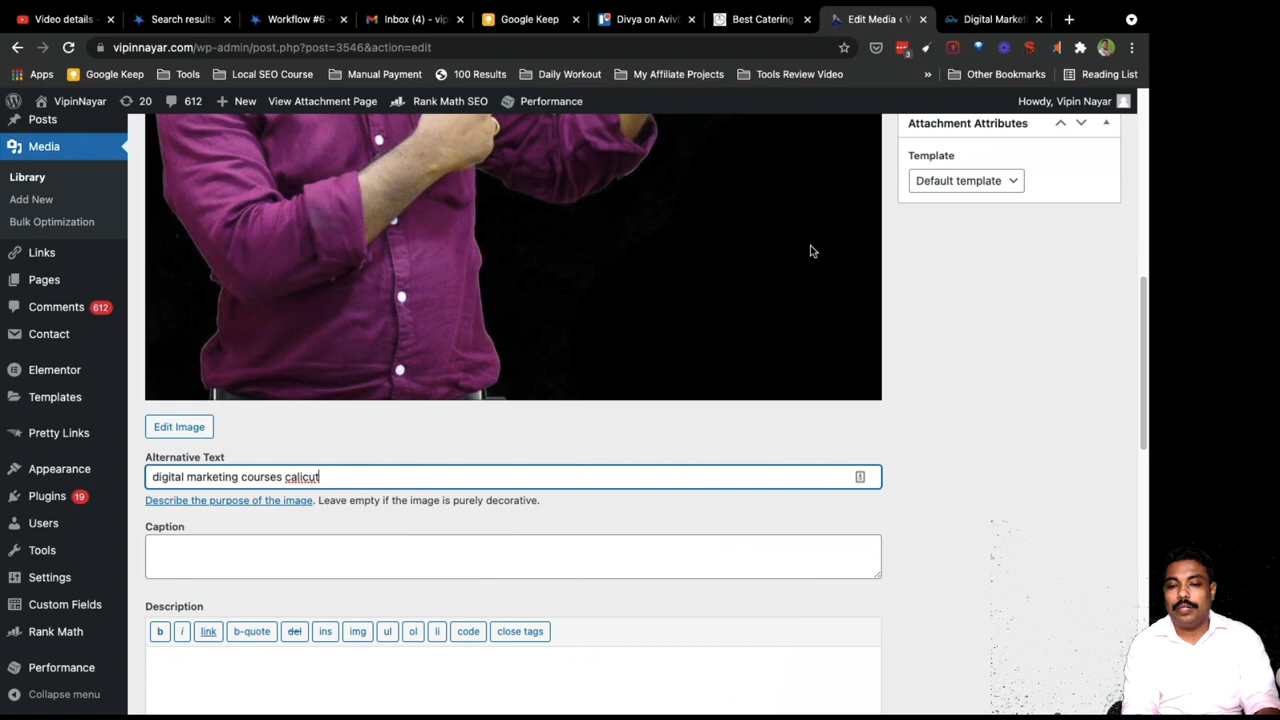 Video details -
Search results
Workflow #6 -
Inbox (4) - vip
Google Keep
Divya on Avivd
Best Catering
Edit Media ‹ V
Digital Market
vipinnayar.com/wp-admin/post.php?post=3546&action=edit
3
Apps
Google Keep
Tools
Local SEO Course
Manual Payment
100 Results
Daily Workout
My Affiliate Projects
Tools Review Video
»
Other Bookmarks
Reading List
VipinNayar
20
612
New
View Attachment Page
Rank Math SEO
Performance
Howdy, Vipin Nayar
Posts
Media
Library
Add New
Bulk Optimization
Links
Pages
Comments 612
Contact
Elementor
Templates
Pretty Links
Appearance
Plugins 19
Users
Tools
Settings
Custom Fields
Rank Math
Performance
Collapse menu
Attachment Attributes
Template
Default template
Edit Image
Alternative Text
digital marketing courses calicut
Describe the purpose of the image. Leave empty if the image is purely decorative.
Caption
Description
b i link b-quote del ins img ul ol li code close tags